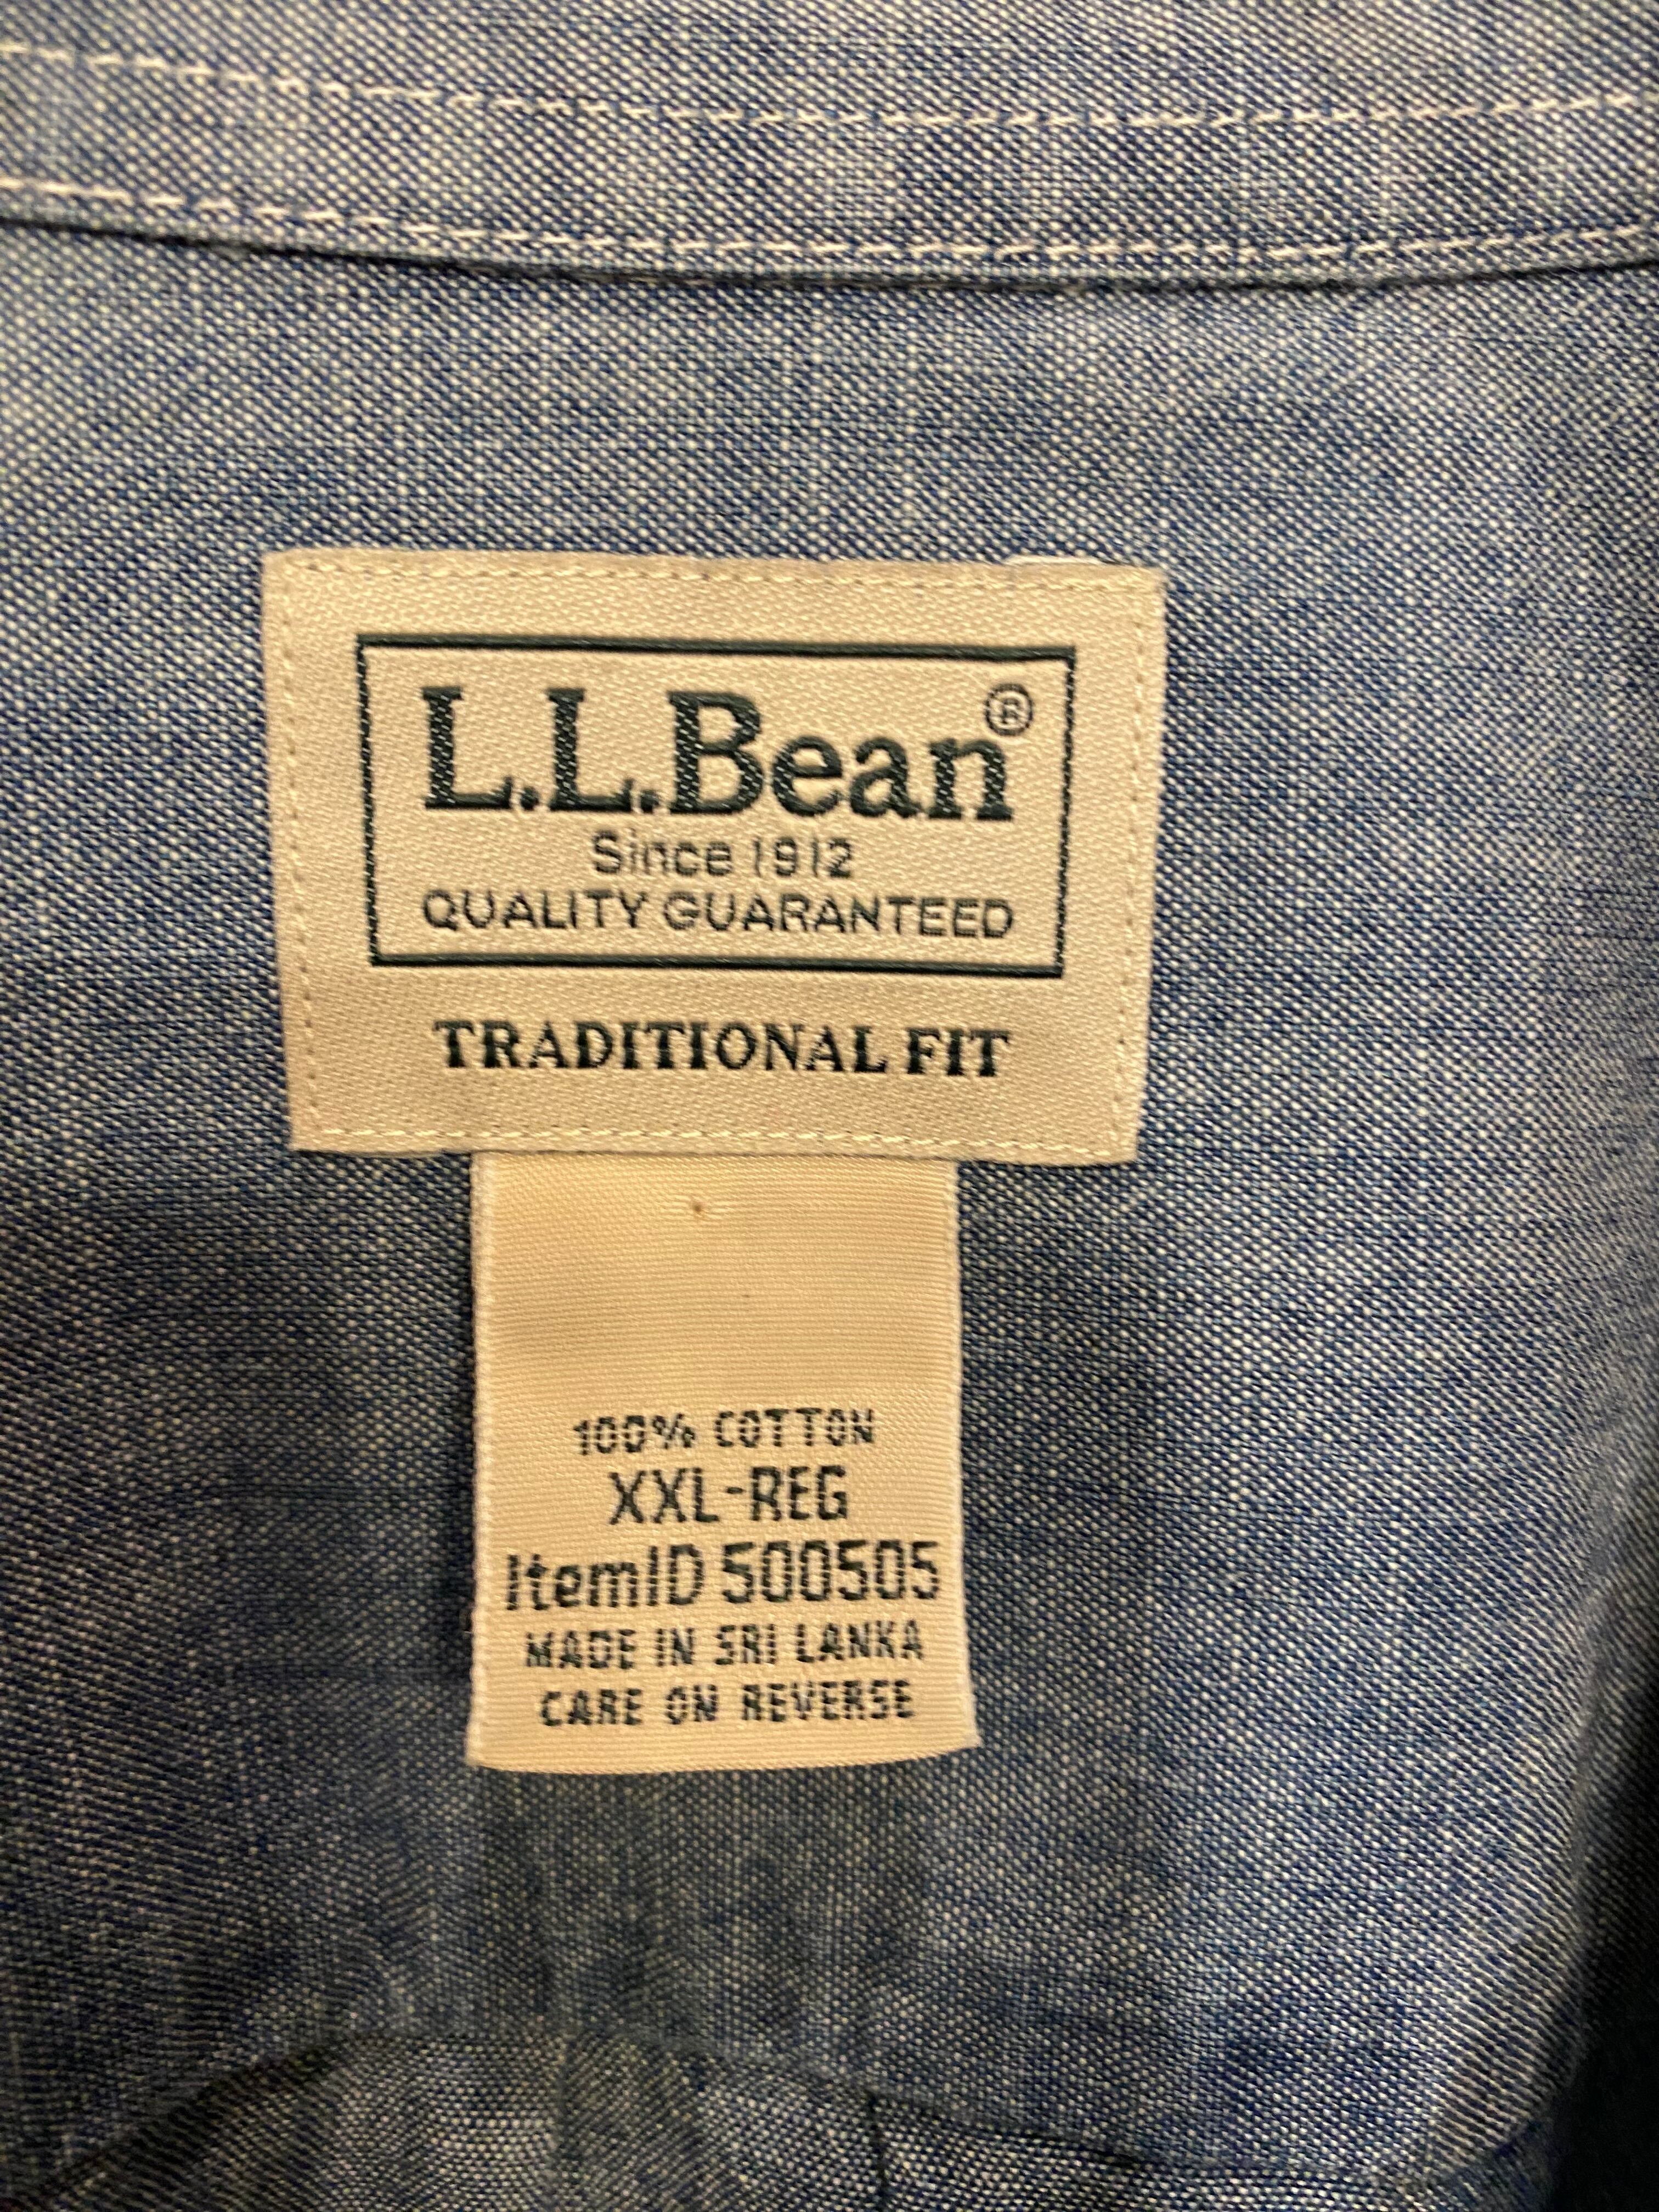 L.L.Bean®
Since 1912
QUALITY GUARANTEED
TRADITIONAL FIT
100% COTTON
XXL-REG
ItemID 500505
MADE IN SRI LANKA
CARE ON REVERSE